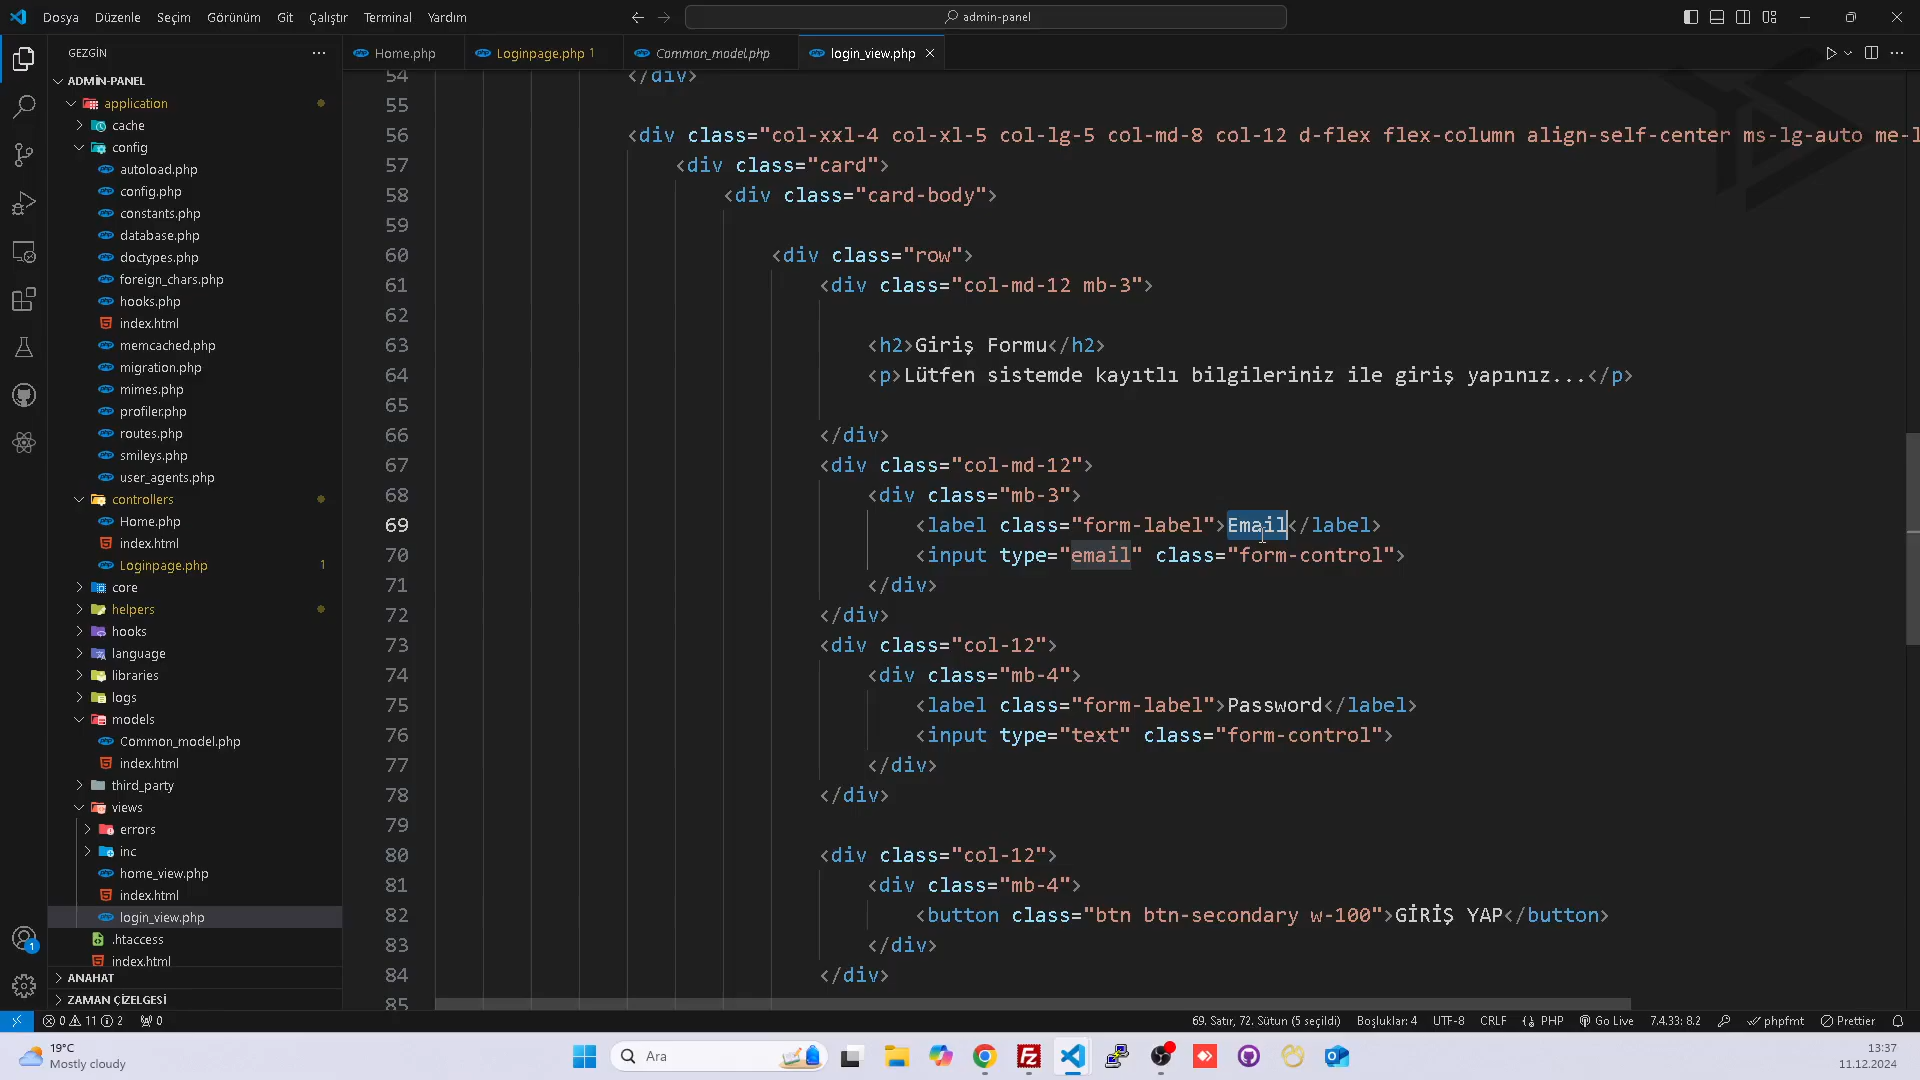 Dosya Düzenle Seçim Görünüm Git Çalıştır Terminal Yardım
admin-panel
GEZGİN
Home.php
Loginpage.php 1
Common_model.php
login_view.php
ADMIN-PANEL
application
cache
config
autoload.php
config.php
constants.php
database.php
doctypes.php
foreign_chars.php
hooks.php
index.html
memcached.php
migration.php
mimes.php
profiler.php
routes.php
smileys.php
user_agents.php
controllers
Home.php
index.html
Loginpage.php 1
core
helpers
hooks
language
libraries
logs
models
Common_model.php
index.html
third_party
views
errors
inc
home_view.php
index.html
login_view.php
.htaccess
index.html
ANAHAT
ZAMAN ÇİZELGESİ
54 </div>
55
56 <div class="col-xxl-4 col-xl-5 col-lg-5 col-md-8 col-12 d-flex flex-column align-self-center ms-lg-auto me-l
57 <div class="card">
58 <div class="card-body">
59
60 <div class="row">
61 <div class="col-md-12 mb-3">
62
63 <h2>Giriş Formu</h2>
64 <p>Lütfen sistemde kayıtlı bilgileriniz ile giriş yapınız...</p>
65
66 </div>
67 <div class="col-md-12">
68 <div class="mb-3">
69 <label class="form-label">Email</label>
70 <input type="email" class="form-control">
71 </div>
72 </div>
73 <div class="col-12">
74 <div class="mb-4">
75 <label class="form-label">Password</label>
76 <input type="text" class="form-control">
77 </div>
78 </div>
79
80 <div class="col-12">
81 <div class="mb-4">
82 <button class="btn btn-secondary w-100">GİRİŞ YAP</button>
83 </div>
84 </div>
85
1
0 11 2 0
69. Satır, 72. Sütun (5 seçildi) Boşluklar: 4 UTF-8 CRLF PHP Go Live 7.4.33: 8.2 phpfmt Prettier
19°C
Mostly cloudy
Ara
13:37
11.12.2024